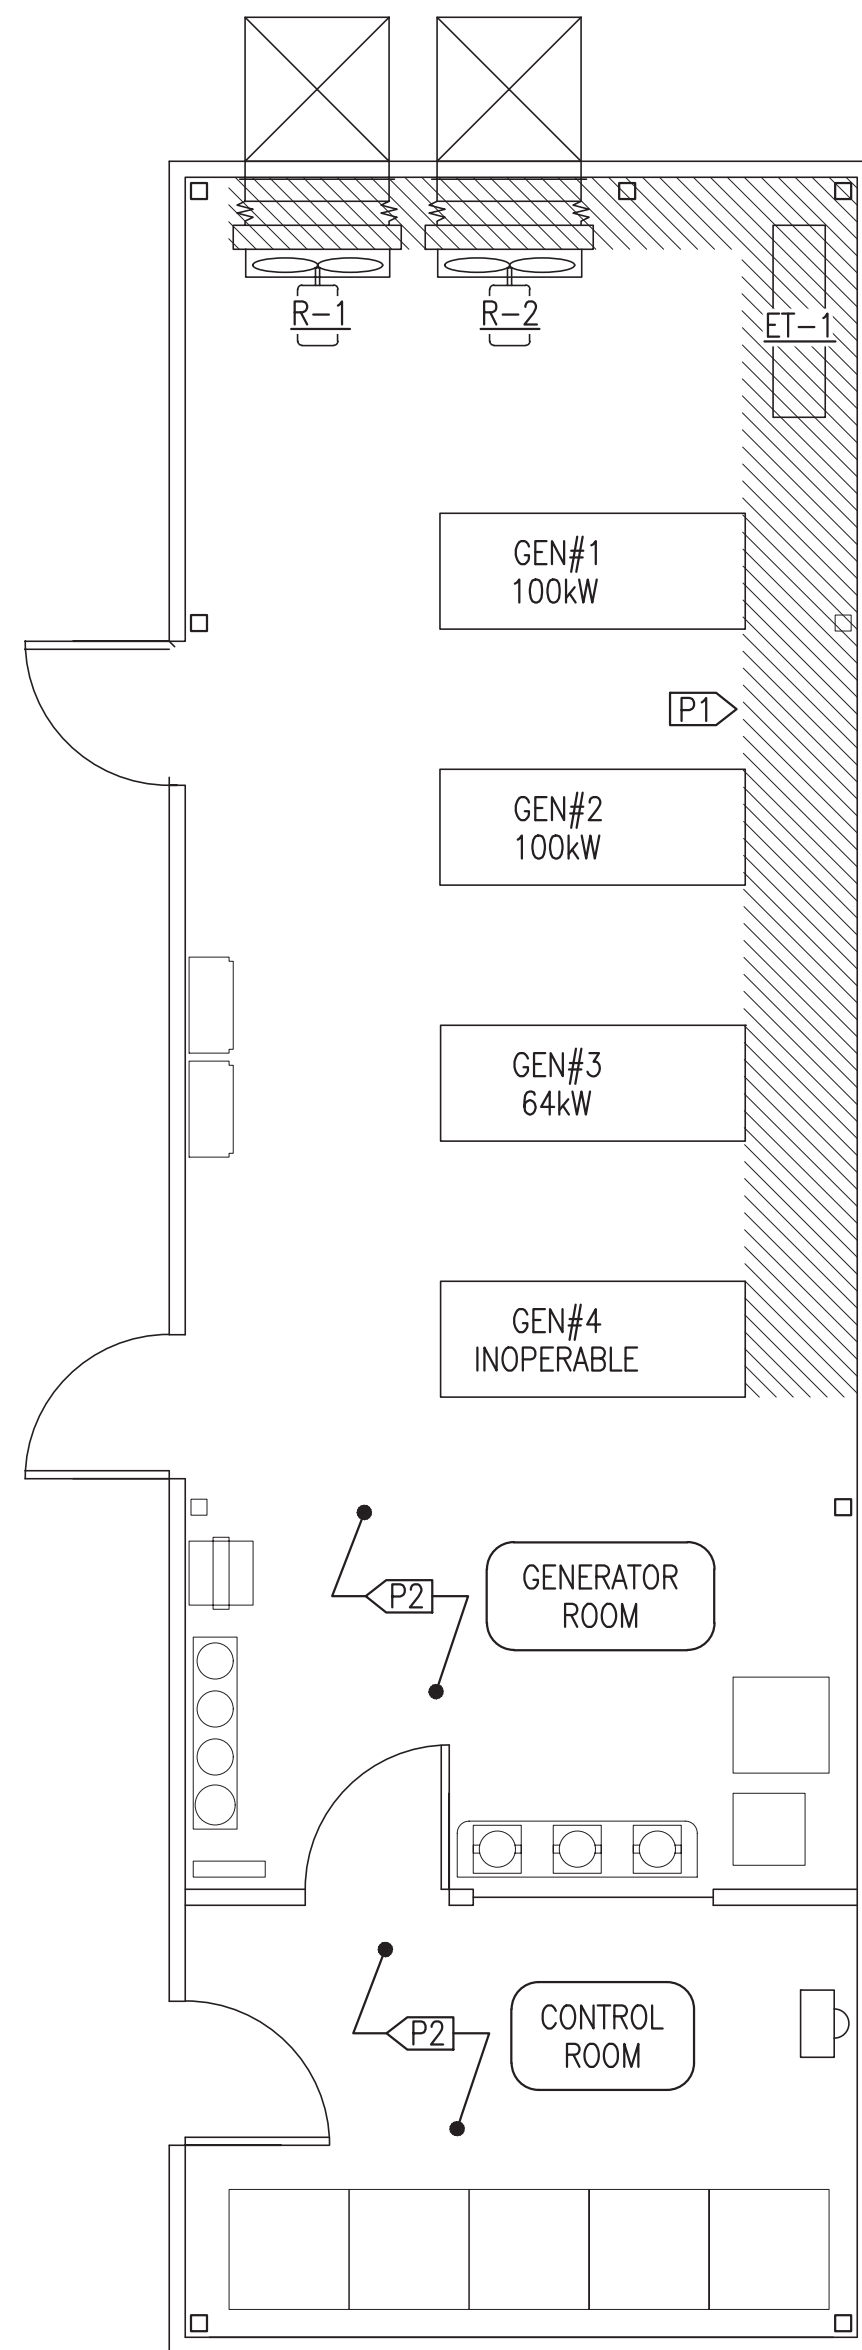 R-1
R-2
ET-1
GEN#1
100kW
P1
GEN#2
100kW
GEN#3
64kW
GEN#4
INOPERABLE
P2
GENERATOR
ROOM
P2
CONTROL
ROOM